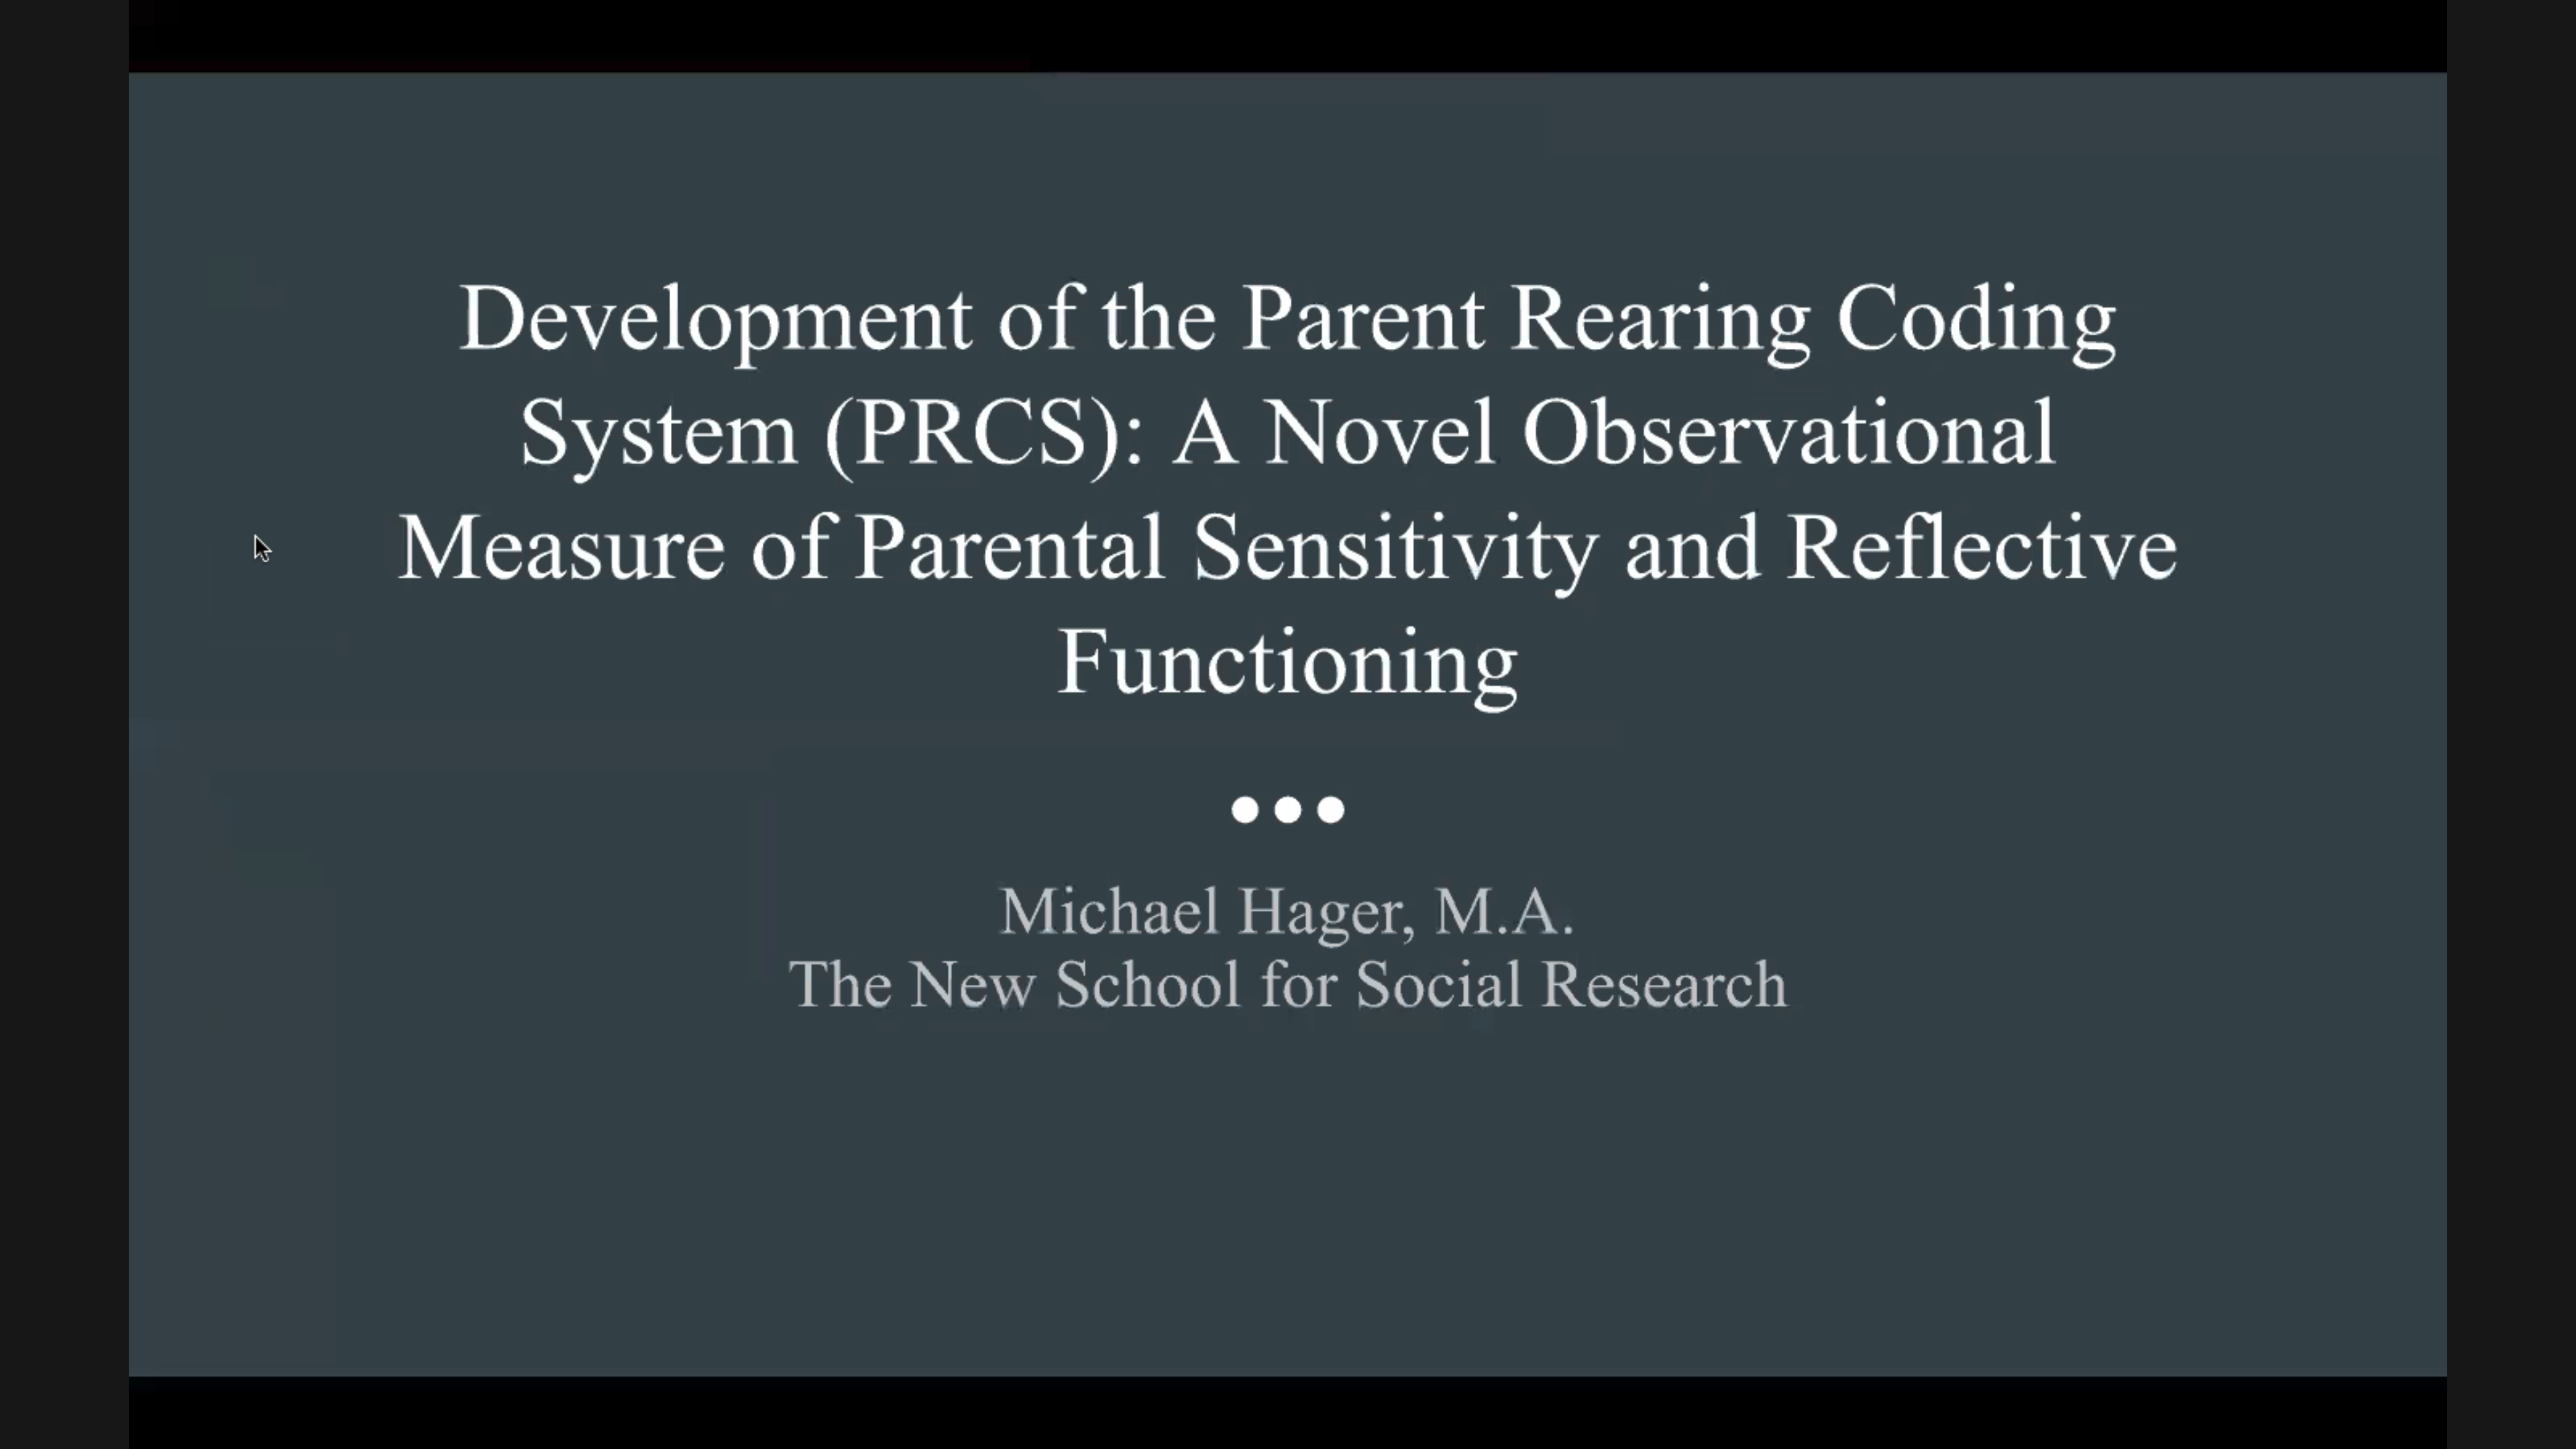 Development of the Parent Rearing Coding
System (PRCS): A Novel Observational
Measure of Parental Sensitivity and Reflective
Functioning
Michael Hager, M.A.
The New School for Social Research